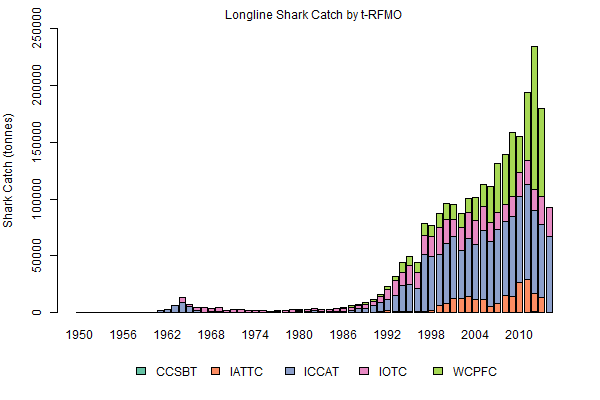 Longline Shark Catch by t-RFMO
Shark Catch (tonnes)
250000
200000
150000
100000
50000
0
1950 1956 1962 1968 1974 1980 1986 1992 1998 2004 2010
CCSBT IATTC ICCAT IOTC WCPFC